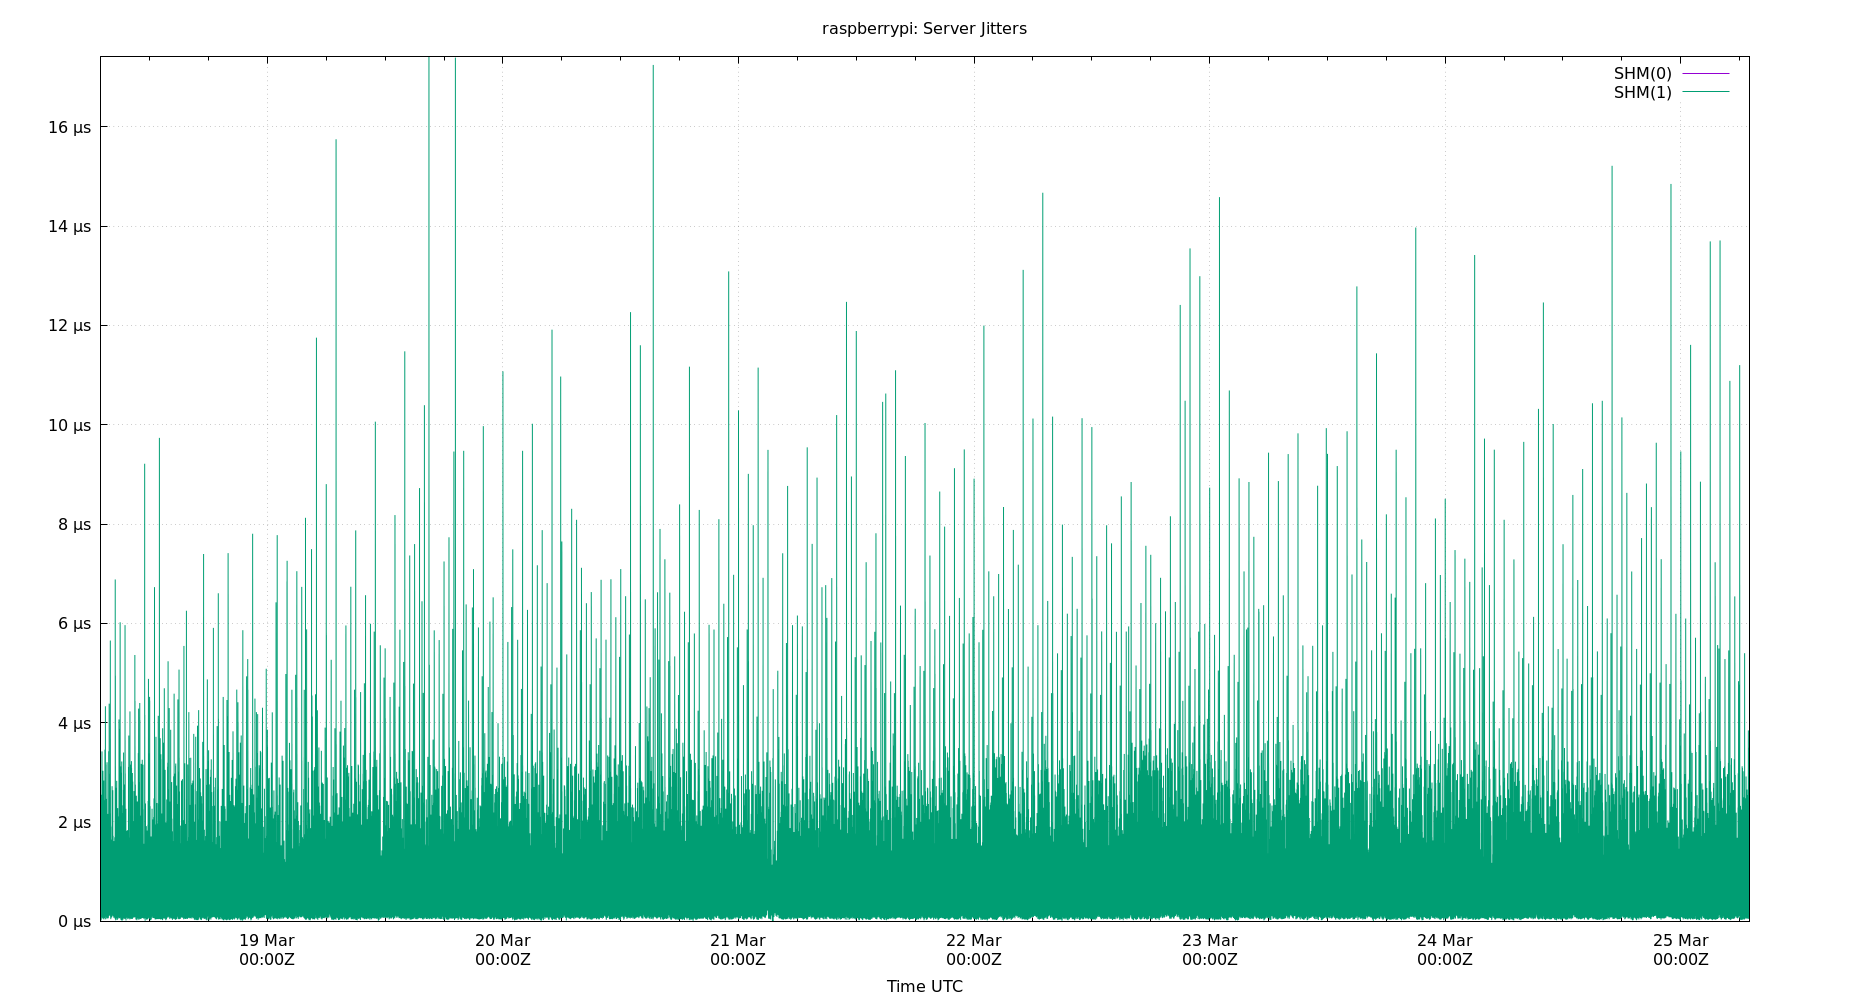 raspberrypi: Server Jitters
SHM(0)
SHM(1)
16 µs
14 µs
12 µs
10 µs
8 µs
6 µs
4 µs
2 µs
0 µs
19 Mar 20 Mar 21 Mar 22 Mar 23 Mar 24 Mar 25 Mar
00:00Z 00:00Z 00:00Z 00:00Z 00:00Z 00:00Z 00:00Z
Time UTC